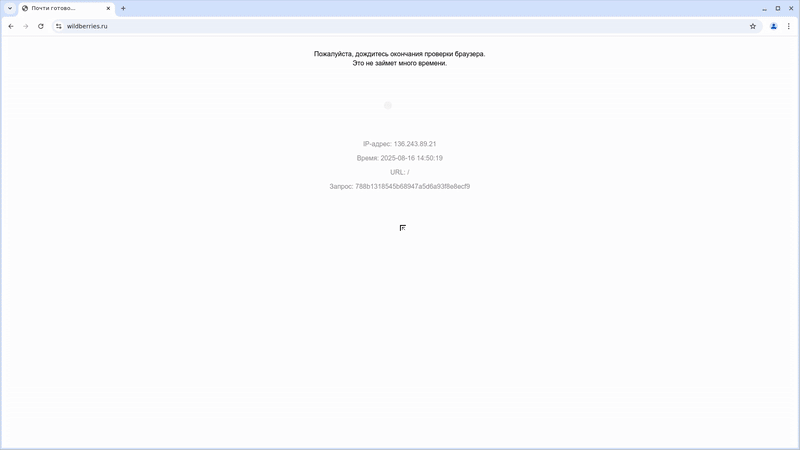 Почти готово...
wildberries.ru
Пожалуйста, дождитесь окончания проверки браузера.
Это не займет много времени.
IP-адрес: 136.243.89.21
Время: 2025-08-16 14:50:19
URL: /
Запрос: 788b1318545b68947a5d6a93f8e8ecf9